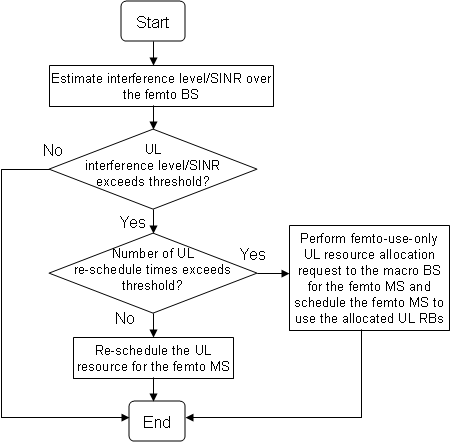 Start
Estimate interference level/SINR over
the femto BS
No
UL
interference level/SINR
exceeds threshold?
Yes
Number of UL
re-schedule times exceeds
threshold?
Yes
Perform femto-use-only
UL resource allocation
request to the macro BS
for the femto MS and
schedule the femto MS to
use the allocated UL RBs
No
Re-schedule the UL
resource for the femto MS
End